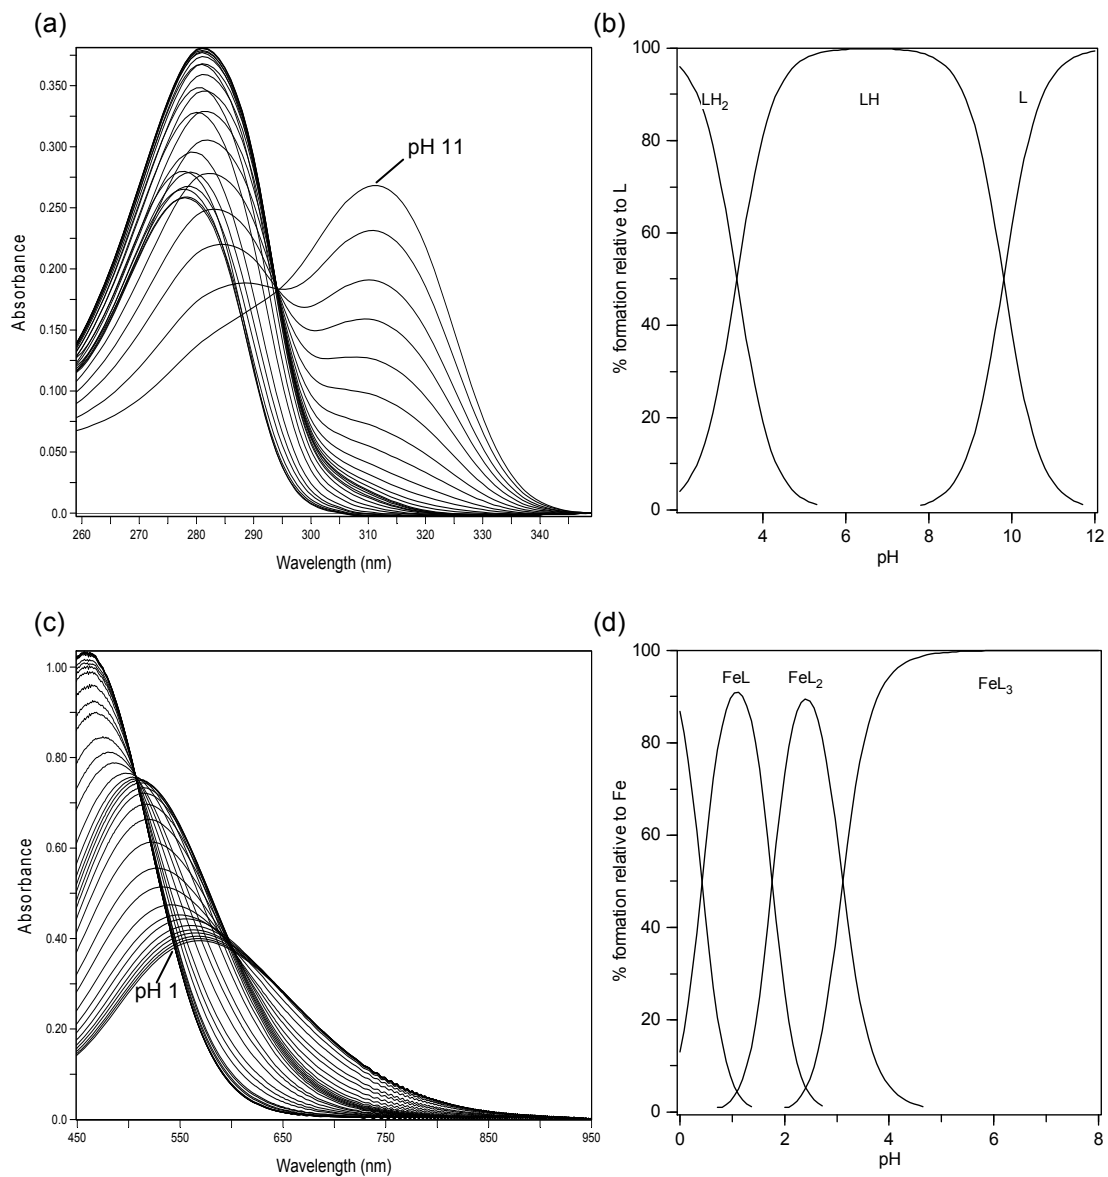 (a)
Absorbance
0.350
0.300
0.250
0.200
0.150
0.100
0.050
0.0
pH 11
260 270 280 290 300 310 320 330 340
Wavelength (nm)
(b)
% formation relative to L
100
80
60
40
20
0
LH2
LH
L
4 6 8 10 12
pH
(c)
Absorbance
1.00
0.80
0.60
0.40
0.20
0.0
pH 1
450 550 650 750 850 950
Wavelength (nm)
(d)
% formation relative to Fe
100
80
60
40
20
0
FeL
FeL2
FeL3
0 2 4 6 8
pH